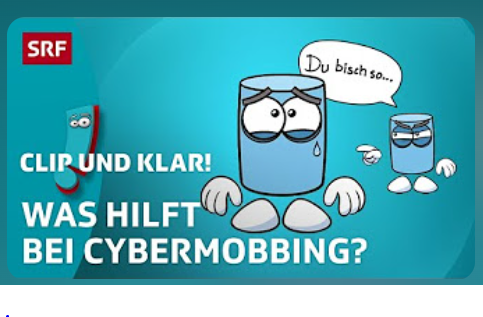 SRF
Du bisch so...
CLIP UND KLAR!
WAS HILFT
BEI CYBERMOBBING?